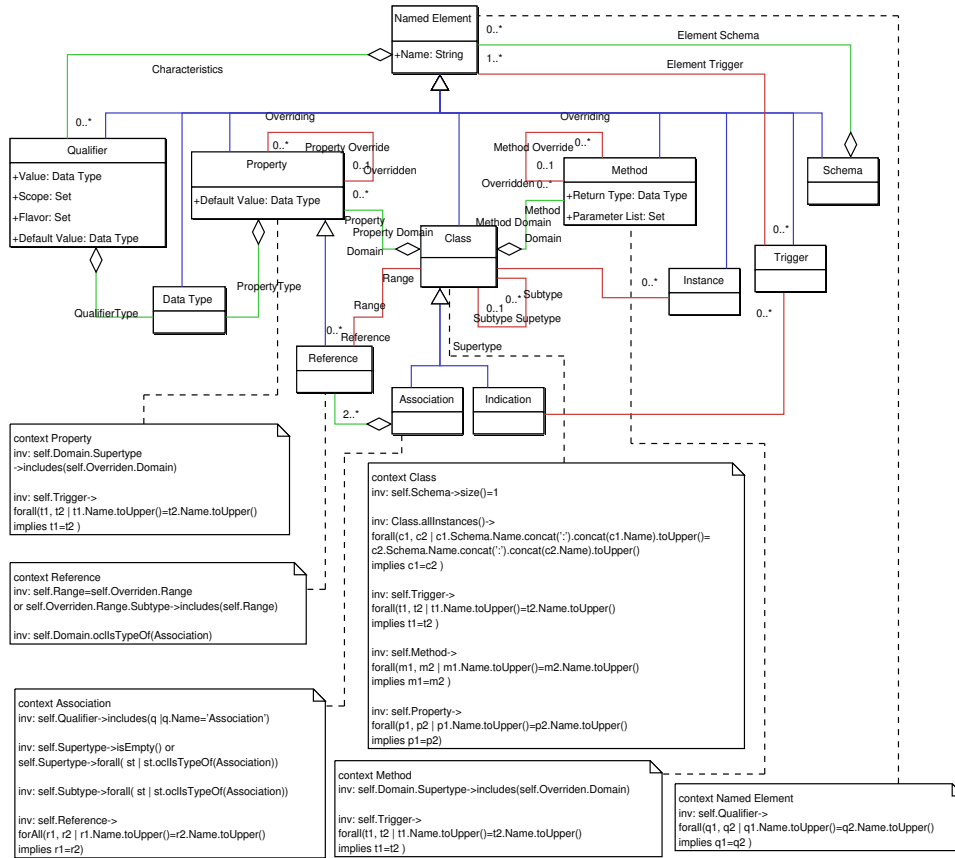 Named Element
+Name: String
0..*
1..*
Element Schema
Element Trigger
Characteristics
0..*
Qualifier
+Value: Data Type
+Scope: Set
+Flavor: Set
+Default Value: Data Type
Overriding
0..*
Property Override
0..1
Overridden
Property
+Default Value: Data Type
0..*
Property
Property Domain
Domain
Overriding
Method Override
0..*
0..1
Overridden
0..*
Method
+Return Type: Data Type
+Parameter List: Set
Method
Method Domain
Domain
Schema
Class
Range
Range
0..*
Subtype
0..1
Subtype Supetype
Supertype
0..*
Instance
0..*
Trigger
0..*
Data Type
QualifierType
PropertyType
0..*
Reference
Reference
2..*
Association
Indication
context Property
inv: self.Domain.Supertype
->includes(self.Overriden.Domain)
inv: self.Trigger->
forall(t1, t2 | t1.Name.toUpper()=t2.Name.toUpper()
implies t1=t2 )
context Reference
inv: self.Range=self.Overriden.Range
or self.Overriden.Range.Subtype->includes(self.Range)
inv: self.Domain.oclIsTypeOf(Association)
context Class
inv: self.Schema->size()=1
inv: Class.allInstances()->
forall(c1, c2 | c1.Schema.Name.concat(':').concat(c1.Name).toUpper()=
c2.Schema.Name.concat(':').concat(c2.Name).toUpper()
implies c1=c2 )
inv: self.Trigger->
forall(t1, t2 | t1.Name.toUpper()=t2.Name.toUpper()
implies t1=t2 )
inv: self.Method->
forall(m1, m2 | m1.Name.toUpper()=m2.Name.toUpper()
implies m1=m2 )
inv: self.Property->
forall(p1, p2 | p1.Name.toUpper()=p2.Name.toUpper()
implies p1=p2)
context Association
inv: self.Qualifier->includes(q |q.Name='Association')
inv: self.Supertype->isEmpty() or
self.Supertype->forall( st | st.oclIsTypeOf(Association))
inv: self.Subtype->forall( st | st.oclIsTypeOf(Association))
inv: self.Reference->
forAll(r1, r2 | r1.Name.toUpper()=r2.Name.toUpper()
implies r1=r2)
context Method
inv: self.Domain.Supertype->includes(self.Overriden.Domain)
inv: self.Trigger->
forall(t1, t2 | t1.Name.toUpper()=t2.Name.toUpper()
implies t1=t2 )
context Named Element
inv: self.Qualifier->
forall(q1, q2 | q1.Name.toUpper()=q2.Name.toUpper()
implies q1=q2 )